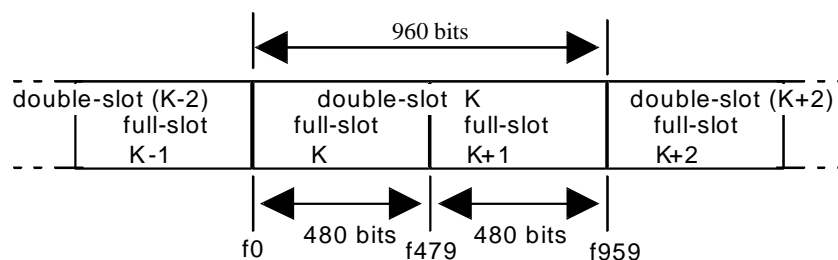 960 bits
double-slot (K-2) double-slot K double-slot (K+2)
full-slot full-slot full-slot full-slot
K-1 K K+1 K+2
480 bits 480 bits
f0 f479 f959